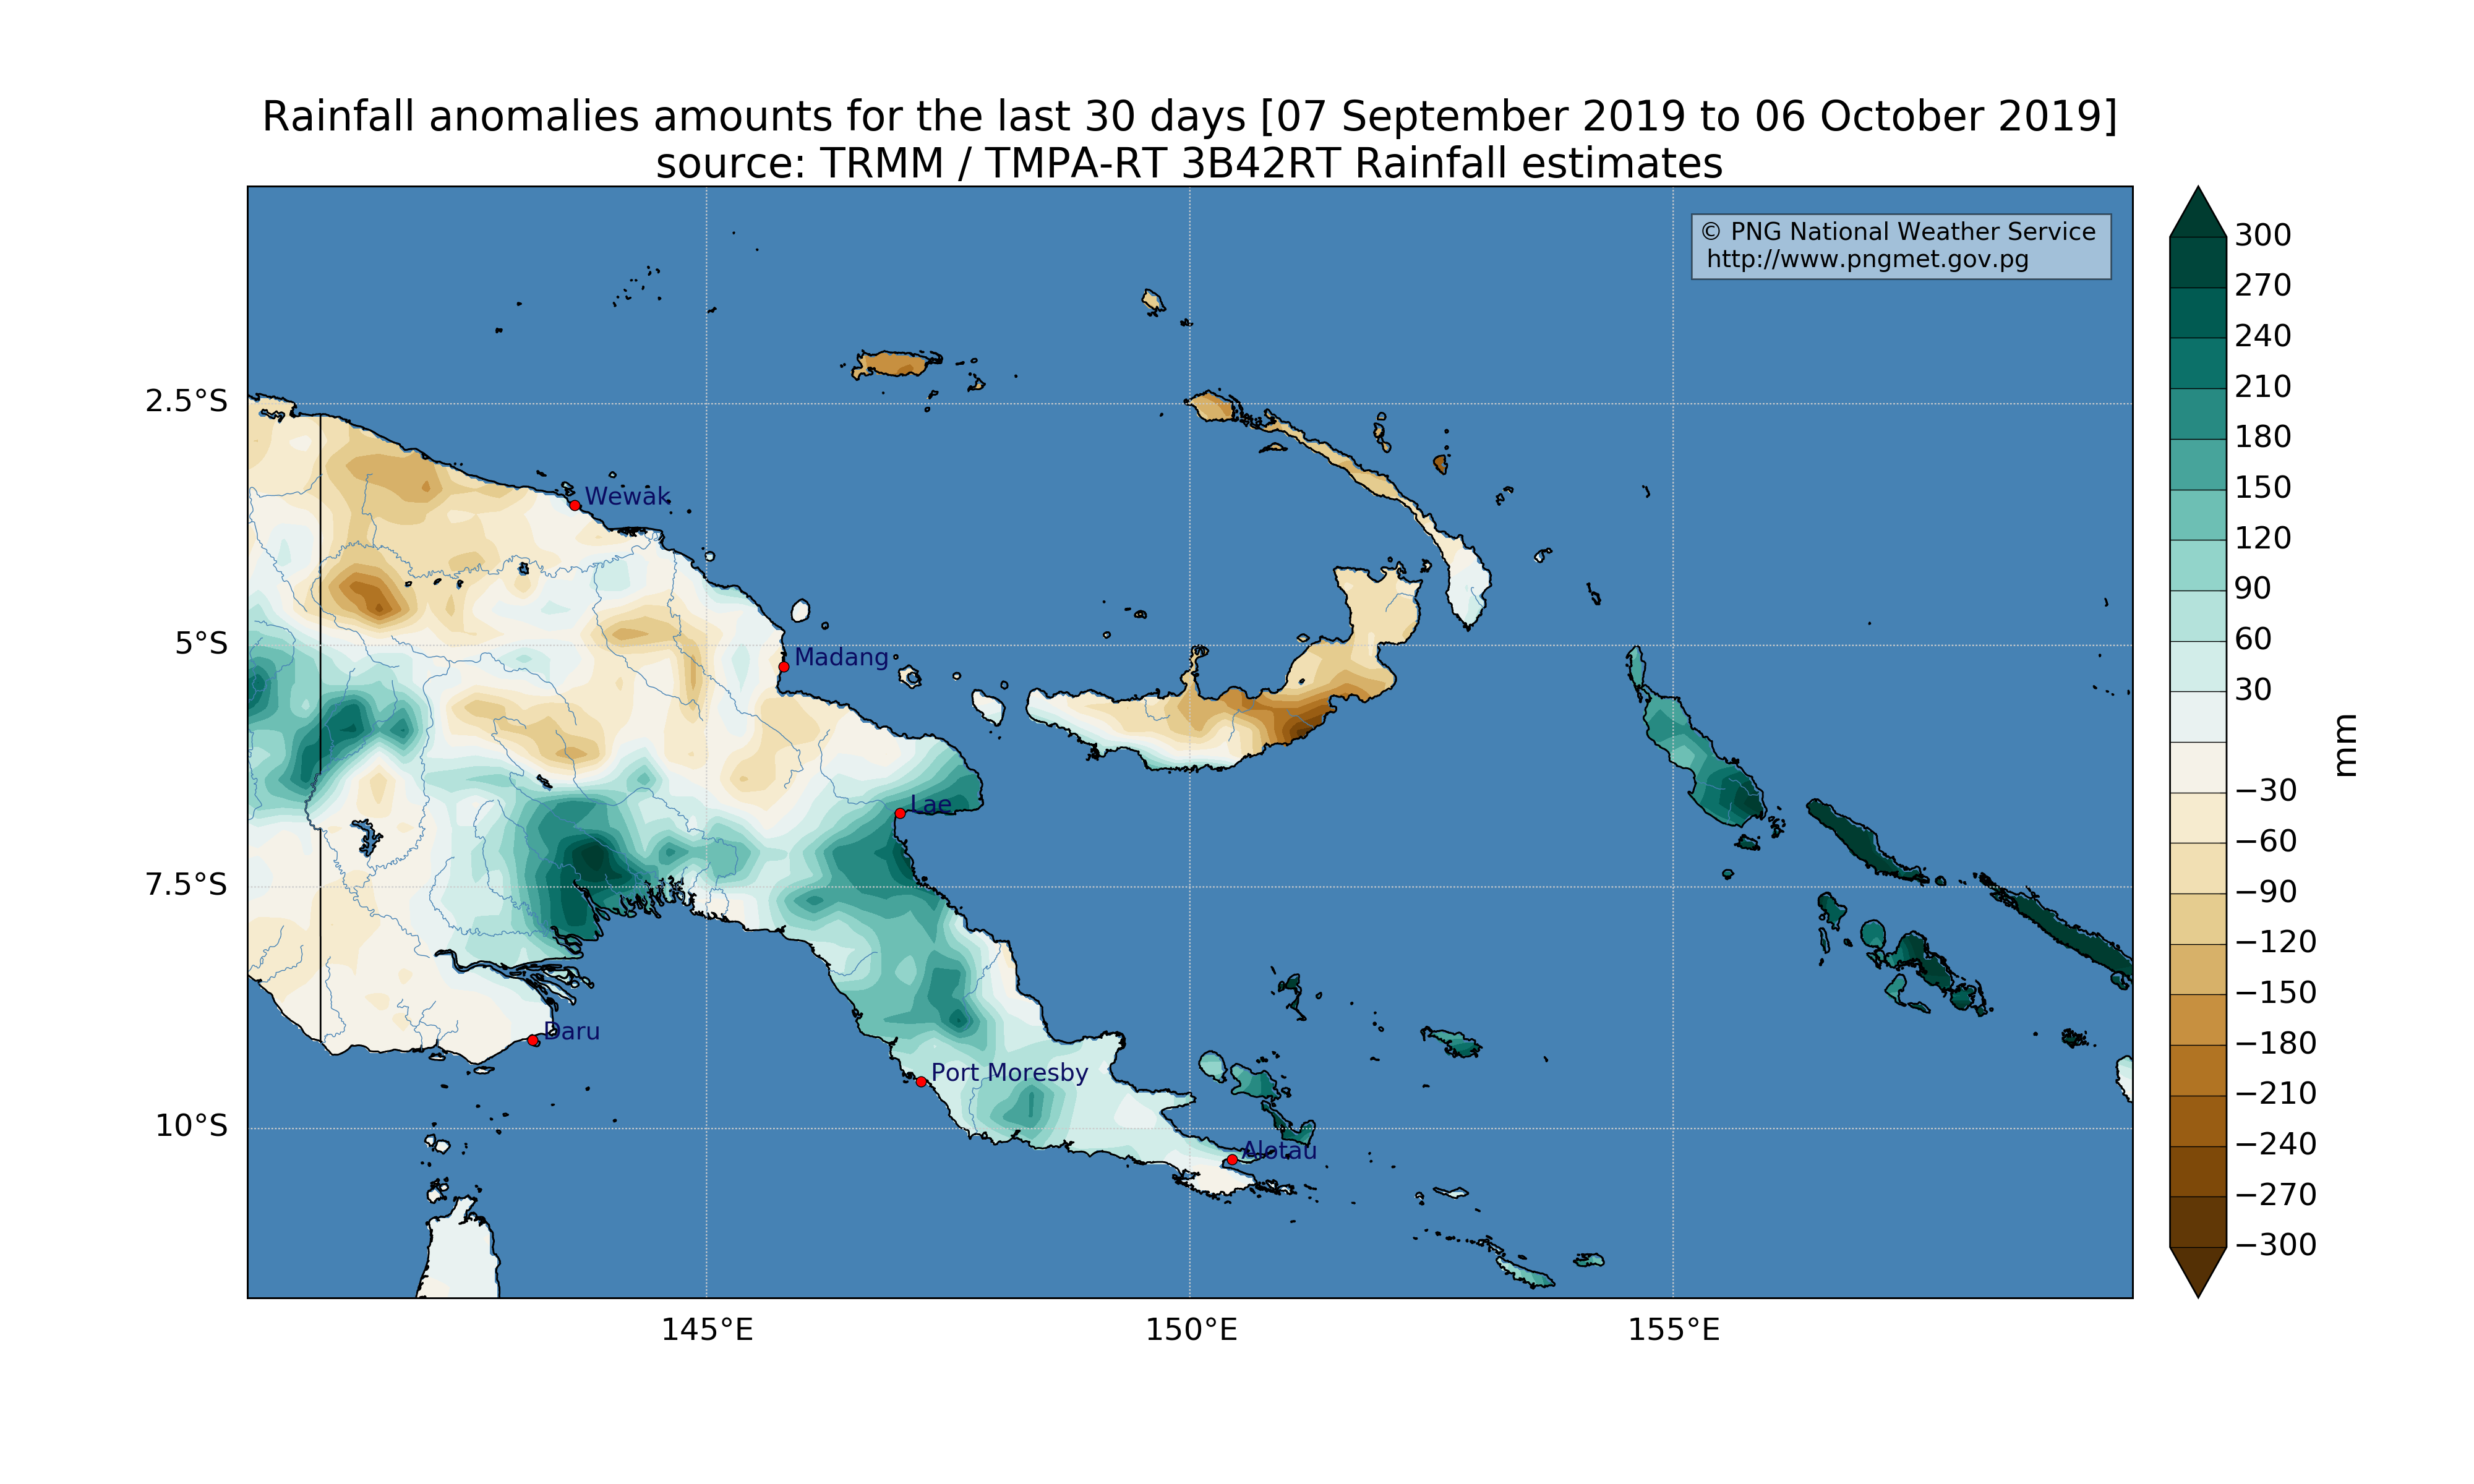 Rainfall anomalies amounts for the last 30 days [07 September 2019 to 06 October 2019]
source: TRMM / TMPA-RT 3B42RT Rainfall estimates
© PNG National Weather Service
http://www.pngmet.gov.pg
2.5°S
5°S
7.5°S
10°S
Wewak
Madang
Lae
Daru
Port Moresby
Alotau
145°E
150°E
155°E
300
270
240
210
180
150
120
90
60
30
−30
−60
−90
−120
−150
−180
−210
−240
−270
−300
mm